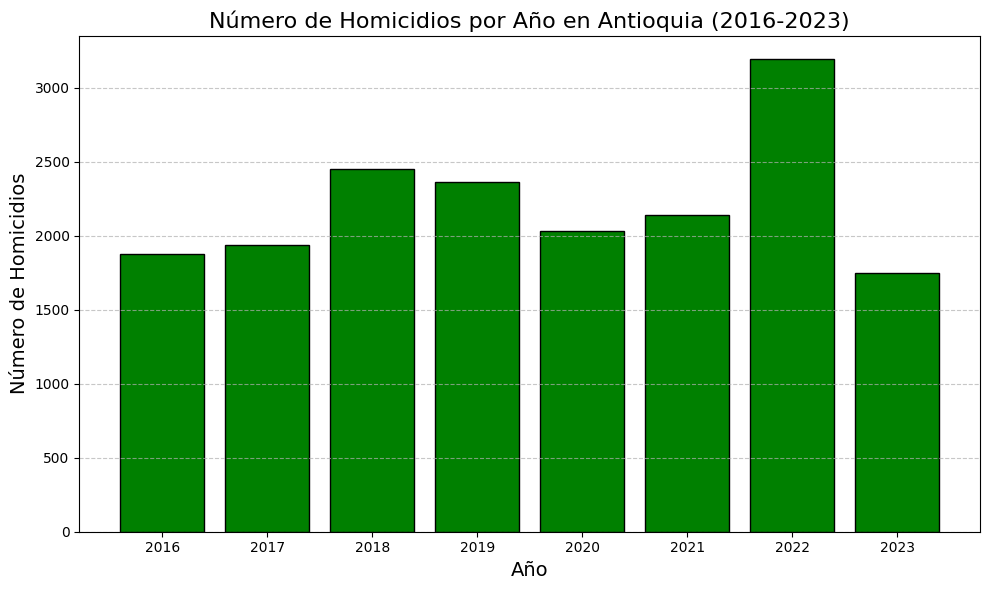 Número de Homicidios por Año en Antioquia (2016-2023)
Número de Homicidios
3000
2500
2000
1500
1000
500
0
2016 2017 2018 2019 2020 2021 2022 2023
Año